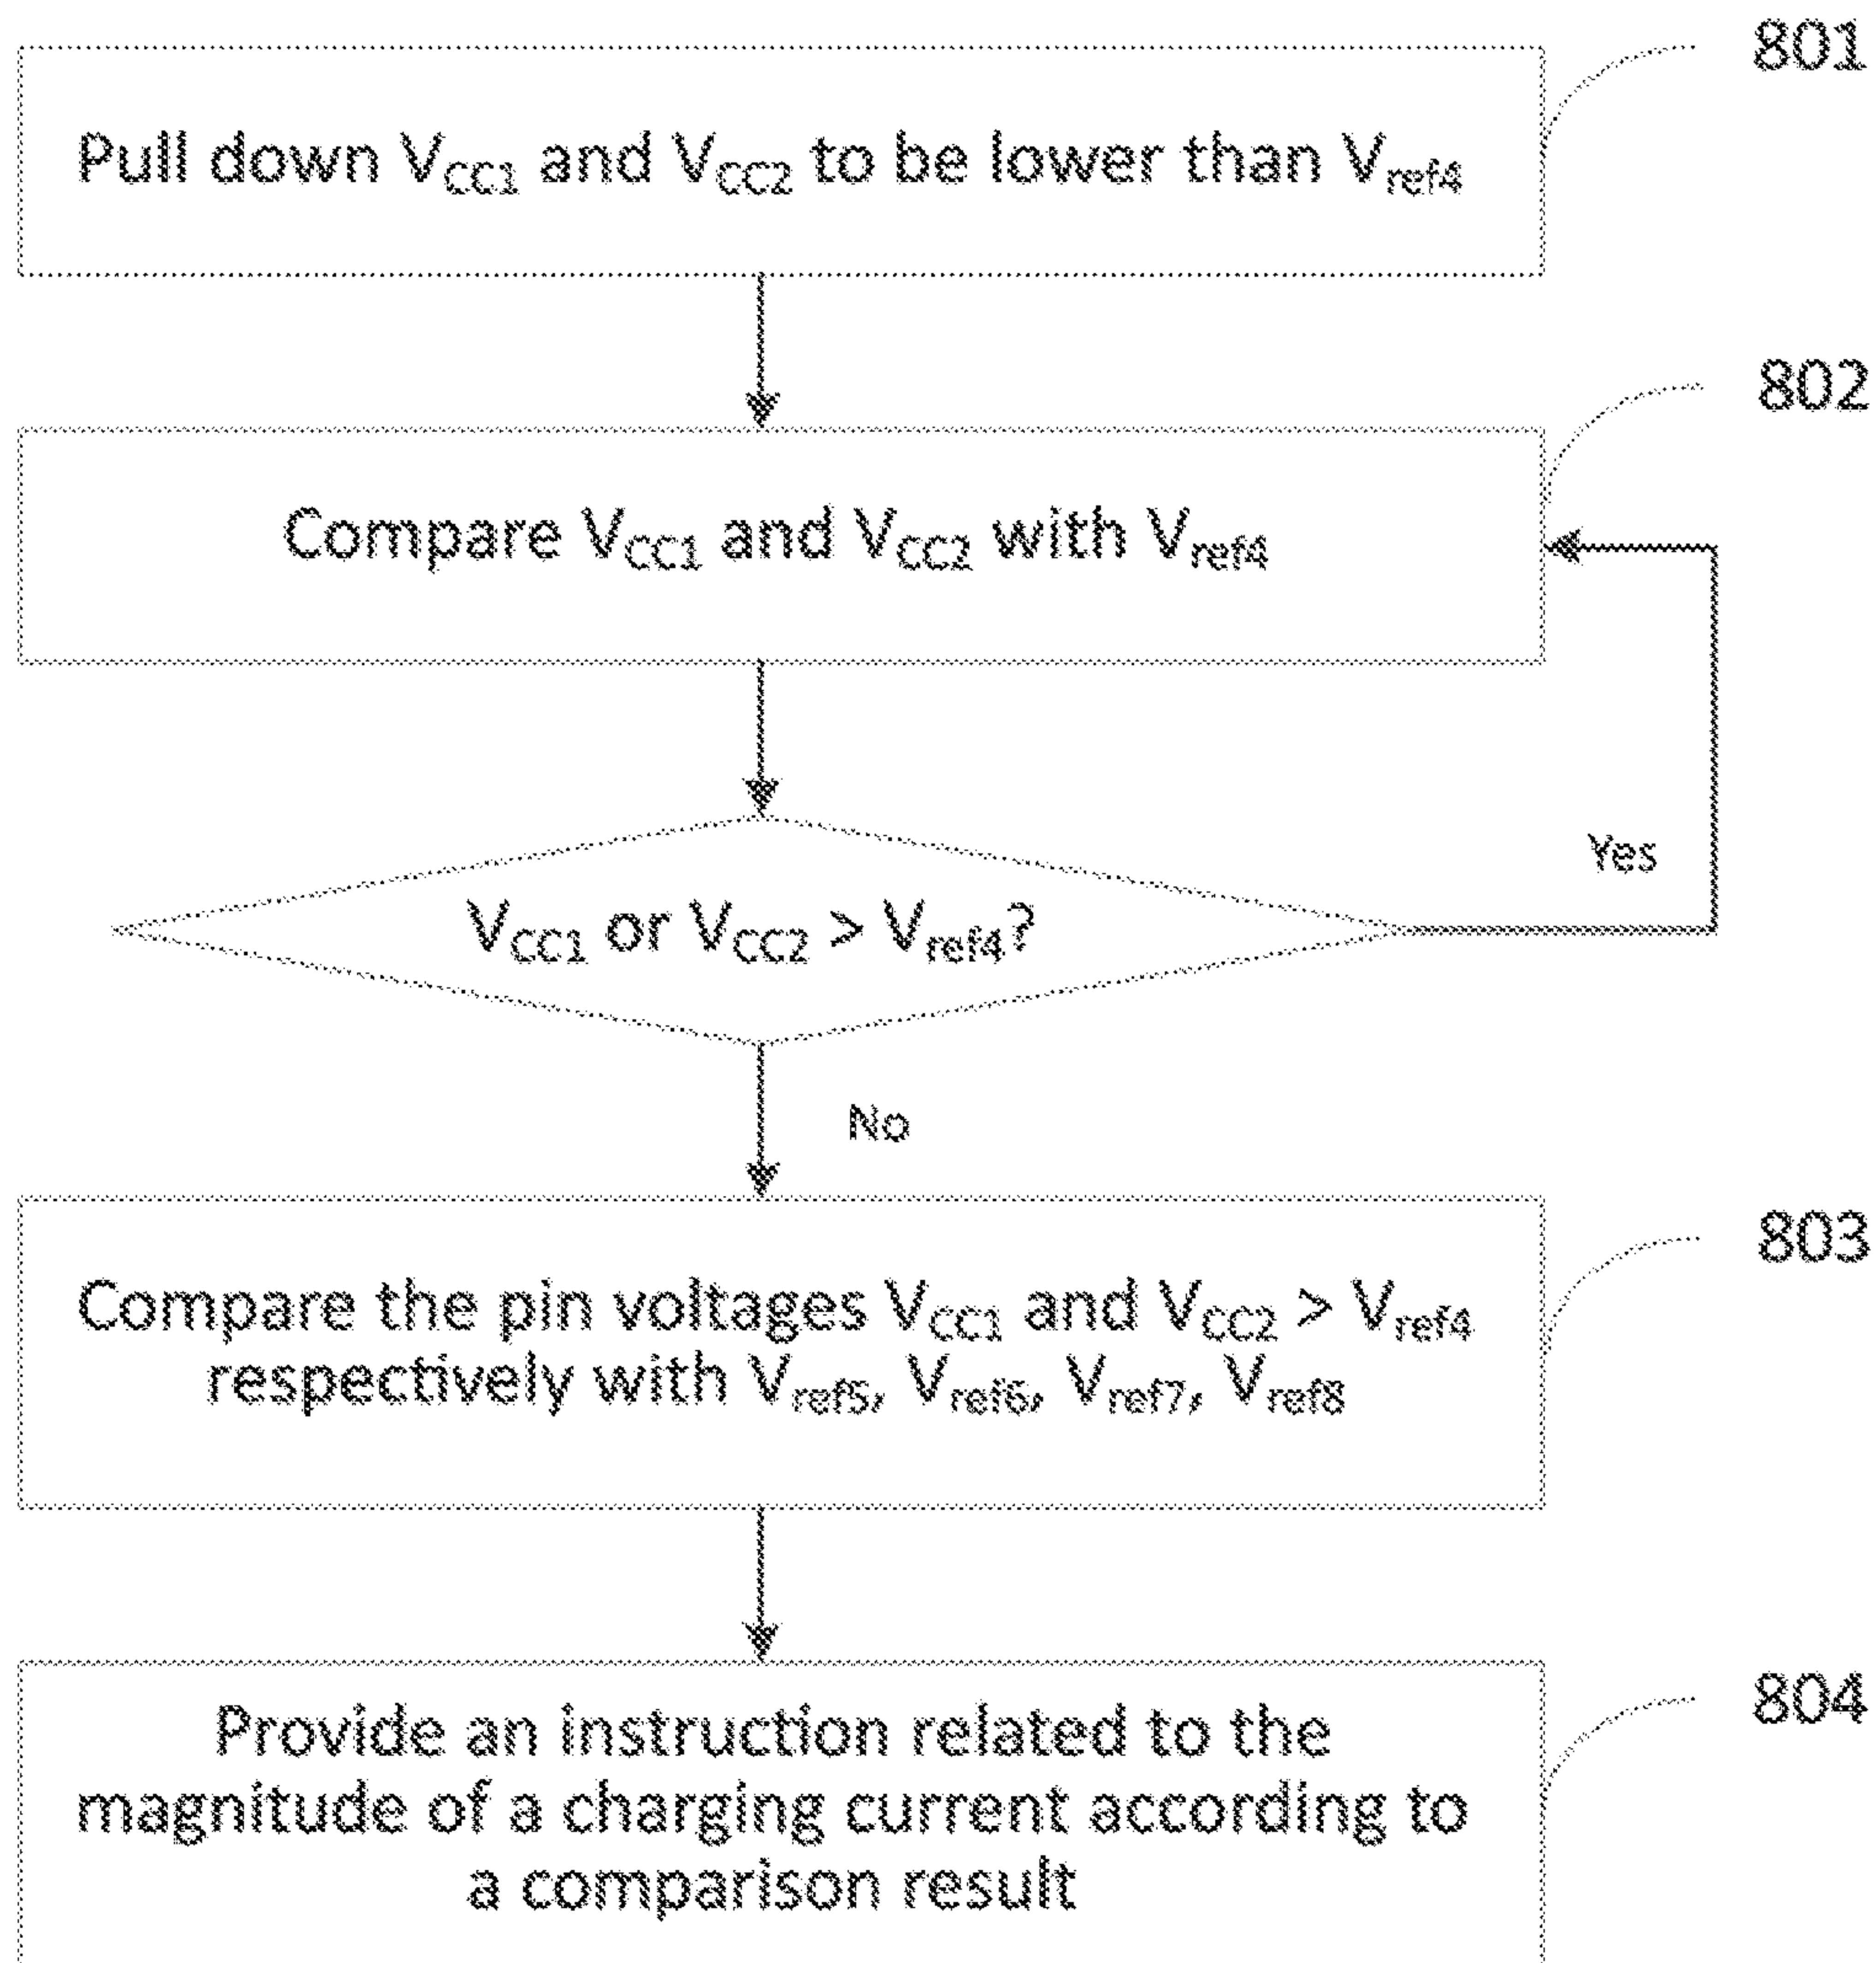 801
Pull down VCC1 and VCC2 to be lower than Vref4
802
Compare VCC1 and VCC2 with Vref4
Yes
VCC1 or VCC2 > Vref4?
No
803
Compare the pin voltages VCC1 and VCC2 > Vref4
respectively with Vref5, Vref6, Vref7, Vref8
804
Provide an instruction related to the
magnitude of a charging current according to
a comparison result